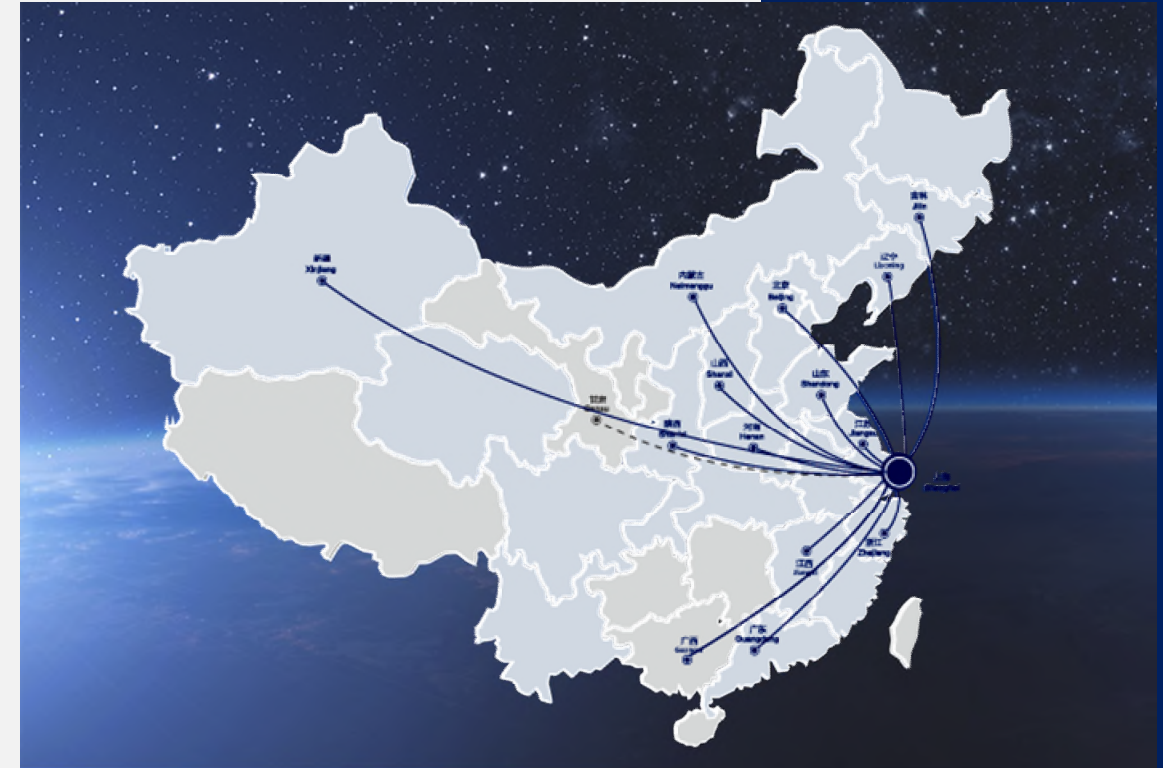 吉林
Jilin
辽宁
Liaoning
新疆
Xinjiang
内蒙古
Neimanggu
北京
Beijing
山西
Shanxi
山东
Shandong
甘肃
陕西
河南
Henan
江苏
Jiangsu
上海
Shanghai
浙江
Zhejiang
江西
广东
Guangdong
广西